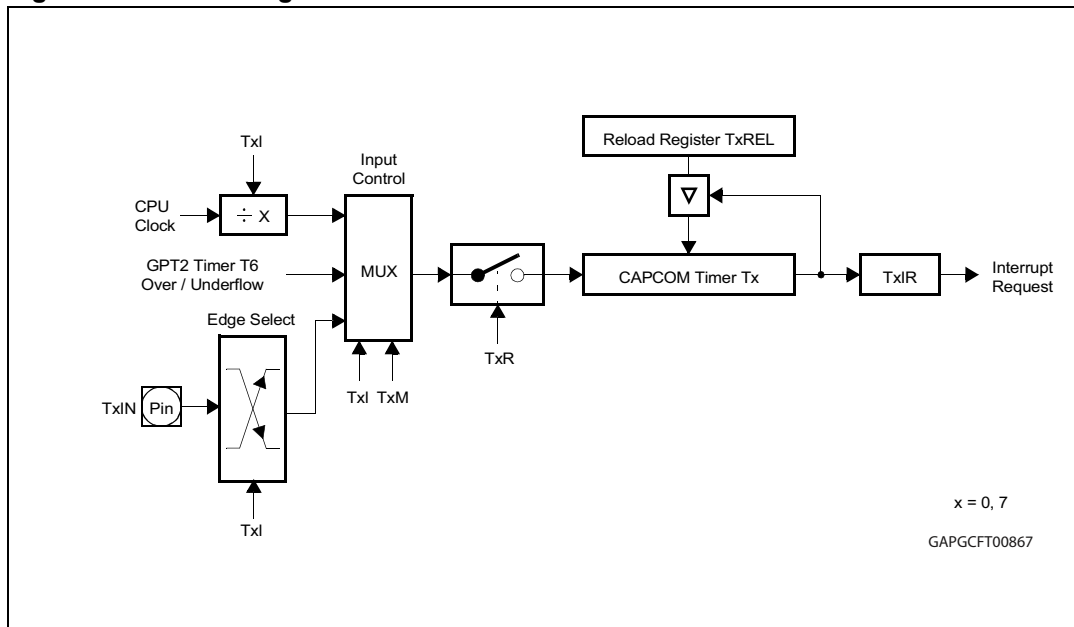 Reload Register TxREL
TxI
Input
Control
CPU
Clock
÷ X
GPT2 Timer T6
Over / Underflow
MUX
CAPCOM Timer Tx
TxIR
Interrupt
Request
Edge Select
TxR
TxI TxM
TxIN
Pin
TxI
x = 0, 7
GAPGCFT00867